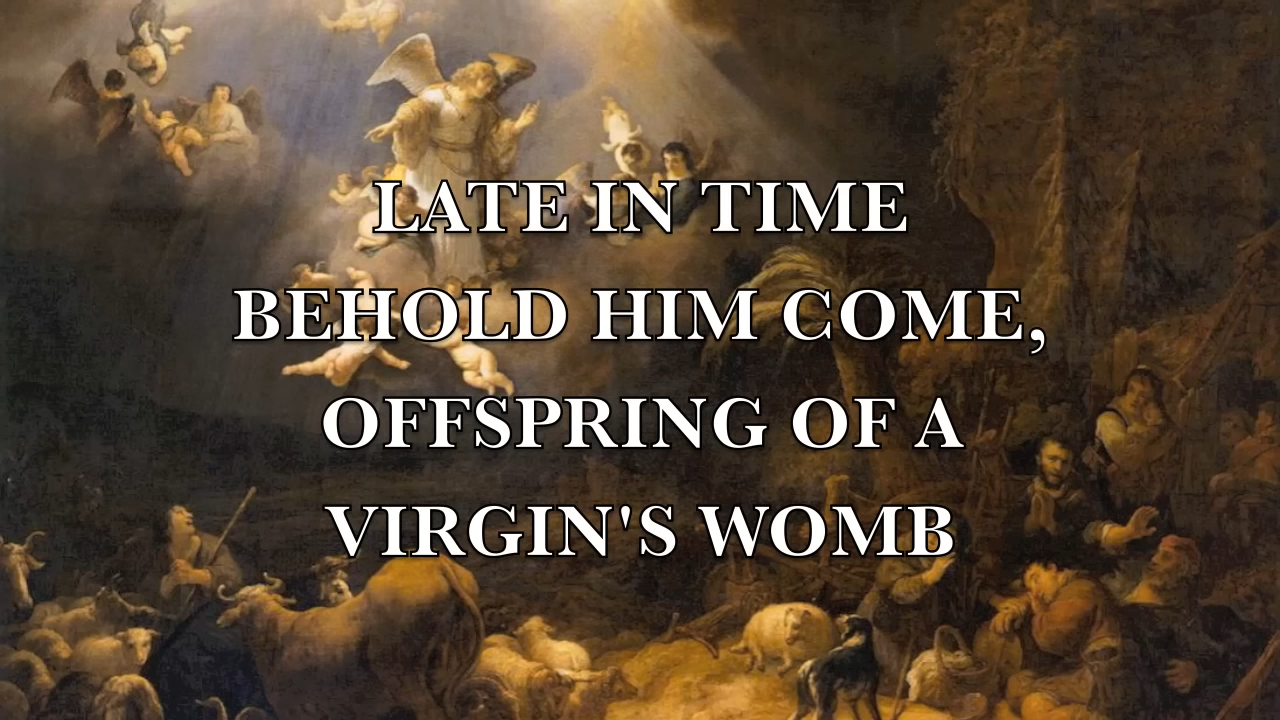 LATE IN TIME
BEHOLD HIM COME,
OFFSPRING OF A
VIRGIN'S WOMB